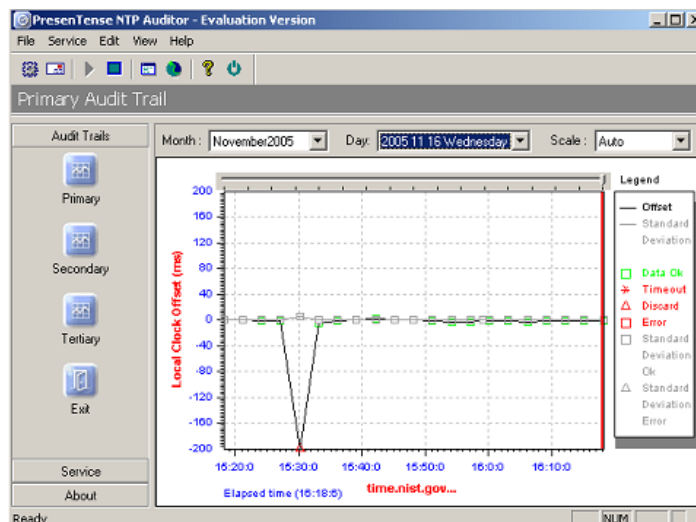 PresenTense NTP Auditor - Evaluation Version
File Service Edit View Help
Primary Audit Trail
Audit Trails
Primary
Secondary
Tertiary
Exit
Service
About
Ready
NUM
Month : November2005 Day: 2005 11 16 Wednesday Scale : Auto
Local Clock Offset (ms)
200
160
120
80
40
0
-40
-80
-120
-160
-200
15:20:0 15:30:0 15:40:0 15:50:0 16:0:0 16:10:0
Elapsed time (16:18:6) time.nist.gov...
Legend
Offset
Standard
Deviation
Data Ok
Timeout
Discard
Error
Standard
Deviation
Ok
Standard
Deviation
Error